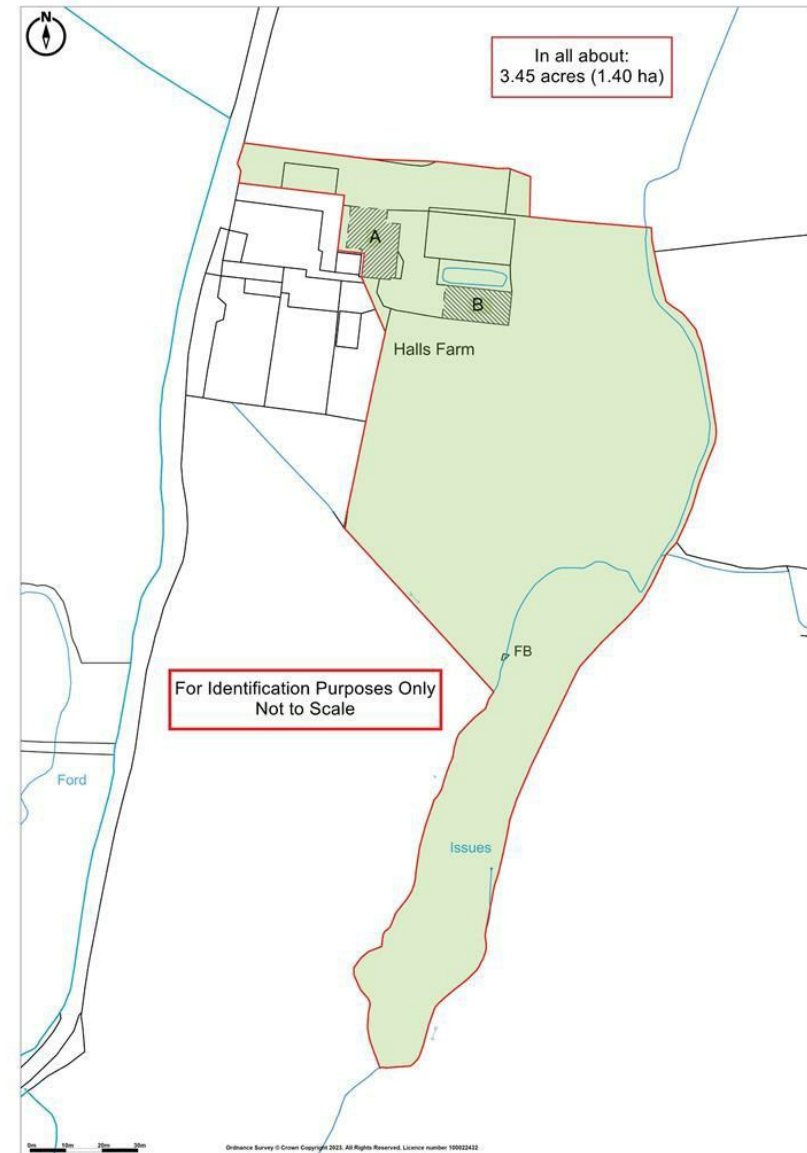 N
In all about:
3.45 acres (1.40 ha)
A
B
Halls Farm
FB
For Identification Purposes Only
Not to Scale
Ford
Issues
0m 10m 20m 30m
Ordnance Survey © Crown Copyright 2023. All Rights Reserved. Licence number 100022432